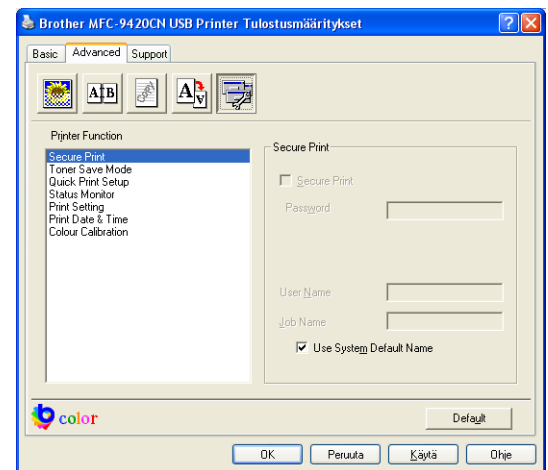 Brother MFC-9420CN USB Printer Tulostusmääritykset
Basic Advanced Support
A B
A A
Printer Function
Secure Print
Toner Save Mode
Quick Print Setup
Status Monitor
Print Setting
Print Date & Time
Colour Calibration
Secure Print
Secure Print
Password
User Name
Job Name
Use System Default Name
color
Default
OK Peruuta Käytä Ohje